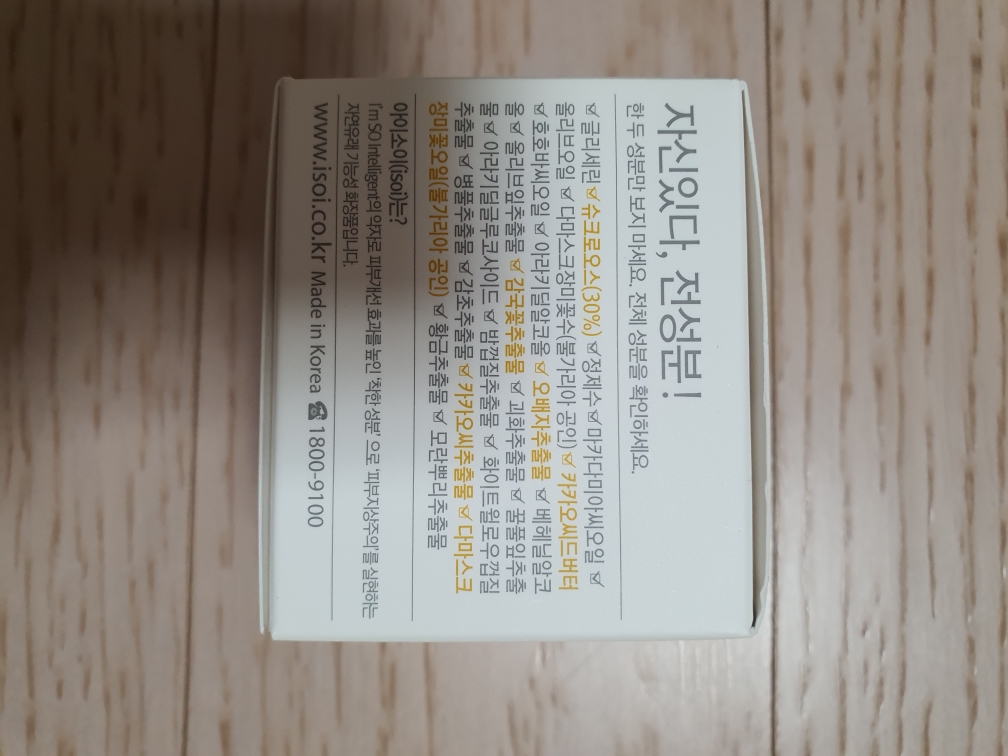 자신있다, 전성분!
한 두 성분만 보지 마세요. 전체 성분을 확인하세요.
☑글리세린 ☑슈크로오스(30%) ☑정제수☑마카다미아씨오일 ☑
올리브오일 ☑ 다마스크장미꽃수(불가리아 공인) ☑ 카카오씨드버터
☑호호바씨오일 ☑ 아라키딜알코올 ☑ 오배자추출물 ☑ 베헤닐알코
올 ☑ 올리브잎추출물 ☑ 감국꽃추출물 ☑ 괴화추출물 ☑ 꿀풀잎추출
물 ☑ 아라키딜글루코사이드 ☑ 밤껍질추출물 ☑ 화이트윌로우껍질
추출물 ☑ 병풀추출물 ☑ 감초추출물 ☑카카오씨추출물 ☑ 다마스크
장미꽃오일(불가리아 공인) ☑ 황금추출물 ☑ 모란뿌리추출물
아이소이(isoi)는?
I'm SO Intelligent의 약자로 피부개선 효과를 높인 '착한 성분' 으로 '피부지상주의'를 실현하는
자연유래 기능성 화장품입니다.
www.isoi.co.kr Made in Korea ☎1800-9100